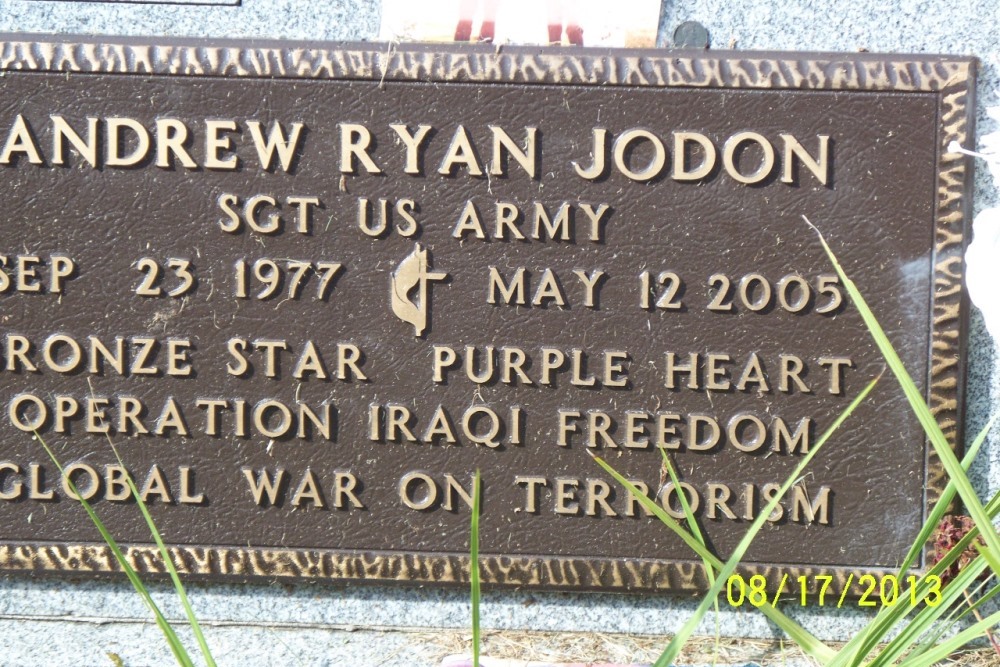 ANDREW RYAN JODON
SGT US ARMY
SEP 23 1977 MAY 12 2005
BRONZE STAR PURPLE HEART
OPERATION IRAQI FREEDOM
GLOBAL WAR ON TERRORISM
08/17/2013